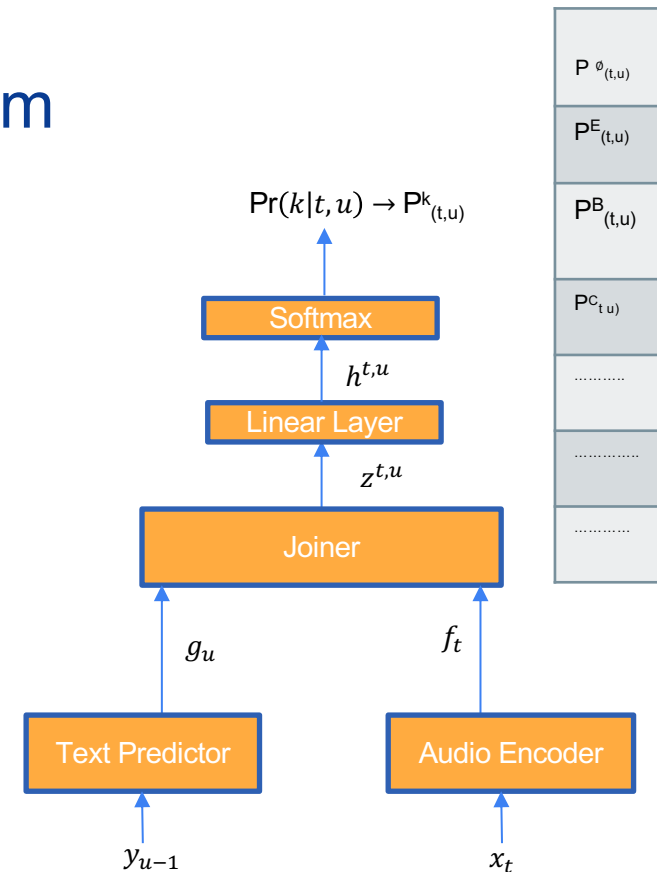 m
Pr(k|t, u) → Pᵏ₍ₜ,ᵤ₎
Softmax
hᵗ,ᵘ
Linear Layer
zᵗ,ᵘ
Joiner
gᵤ
fₜ
Text Predictor
Audio Encoder
yᵤ₋₁
xₜ
P ᶲ₍ₜ,ᵤ₎
Pᴱ₍ₜ,ᵤ₎
Pᴮ₍ₜ,ᵤ₎
Pᶜₜ ᵤ₎
...........
..............
............